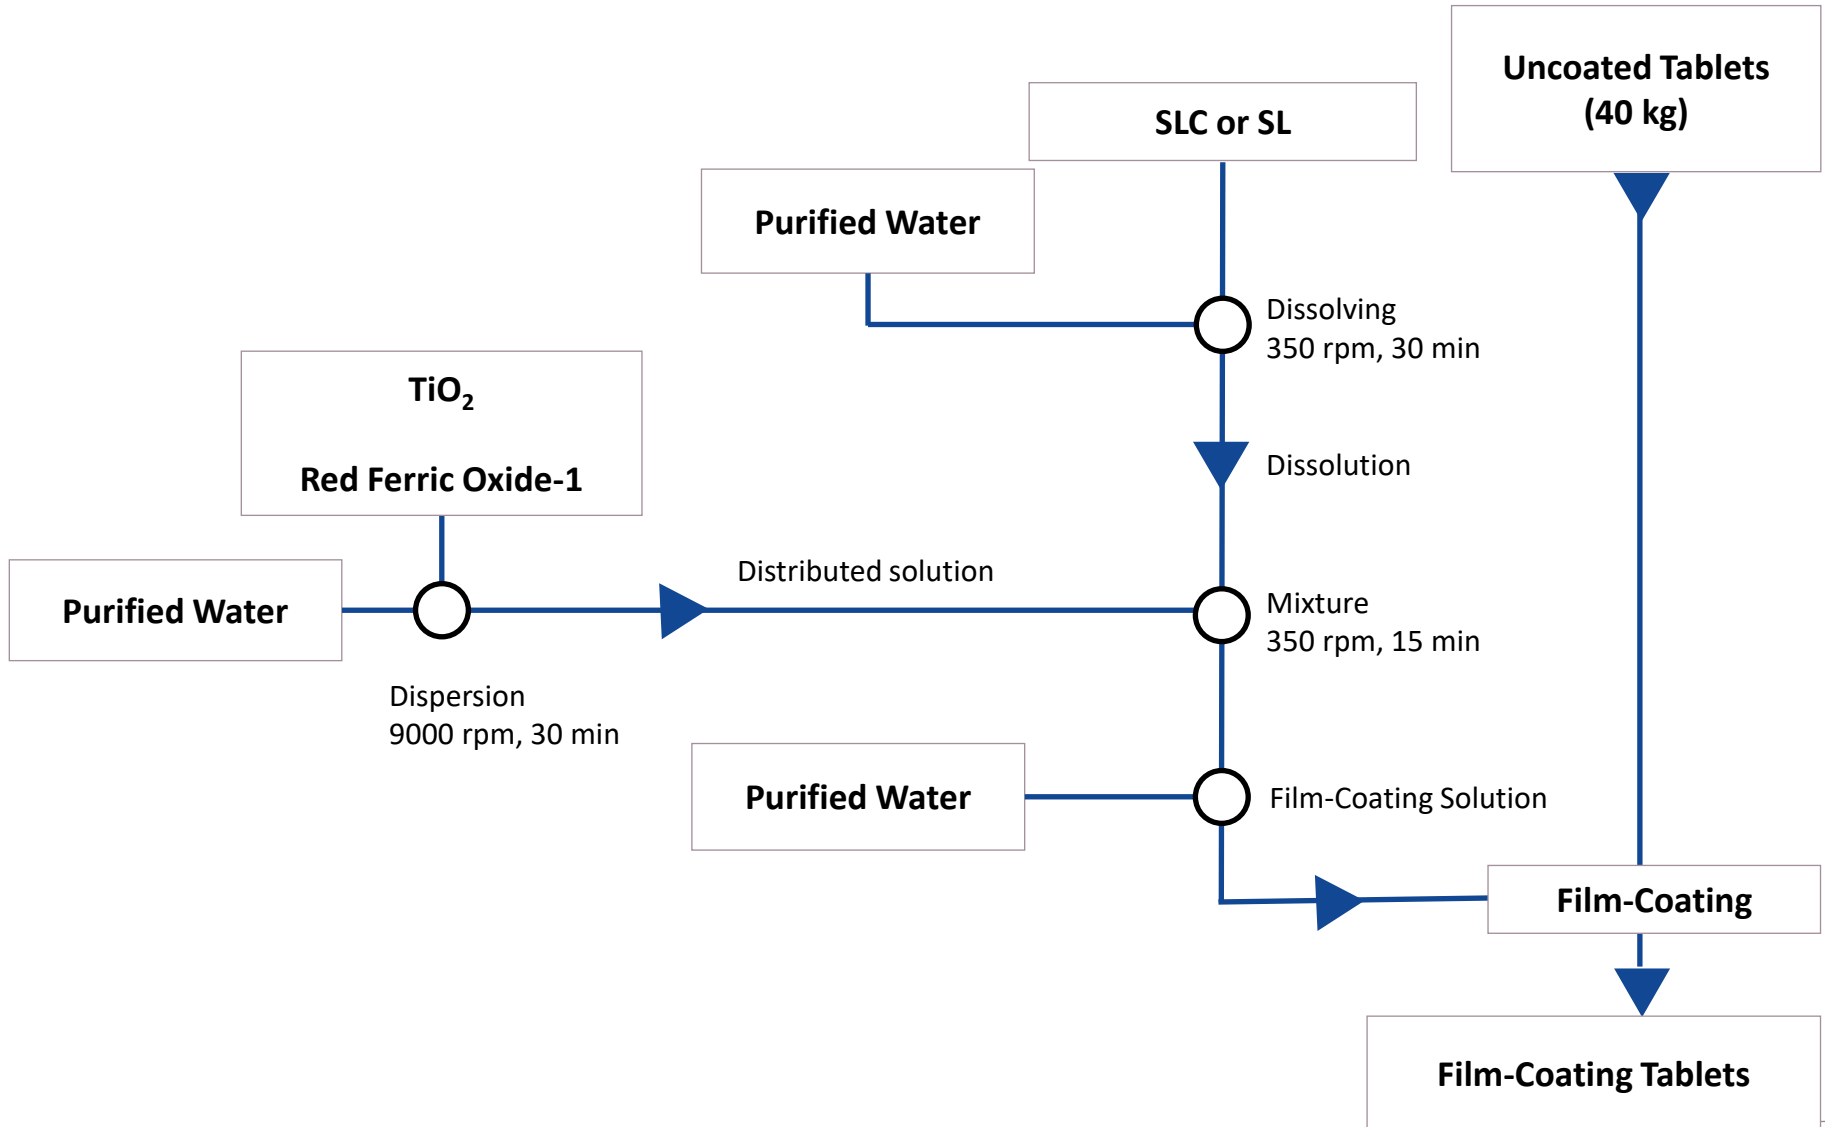 Uncoated Tablets
(40 kg)
SLC or SL
Purified Water
Dissolving
350 rpm, 30 min
TiO₂
Red Ferric Oxide-1
Dissolution
Purified Water
Distributed solution
Mixture
350 rpm, 15 min
Dispersion
9000 rpm, 30 min
Purified Water
Film-Coating Solution
Film-Coating
Film-Coating Tablets